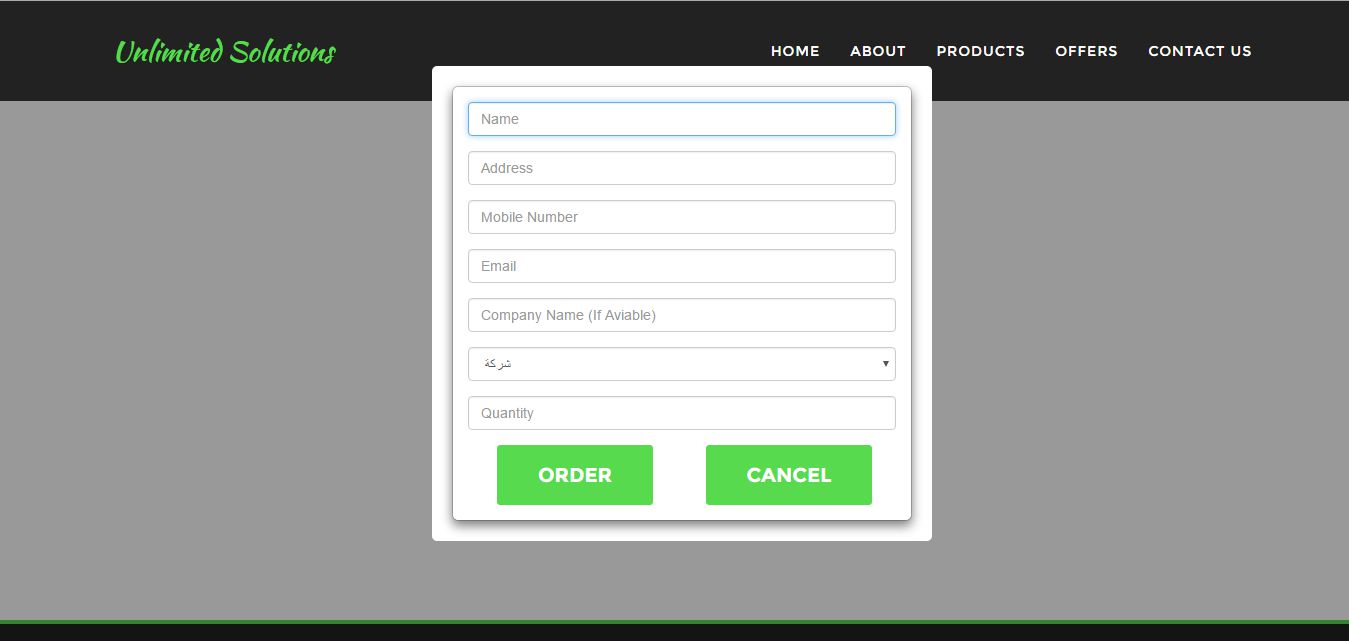 Unlimited Solutions
HOME ABOUT PRODUCTS OFFERS CONTACT US
Name
Address
Mobile Number
Email
Company Name (If Aviable)
شركة
Quantity
ORDER CANCEL